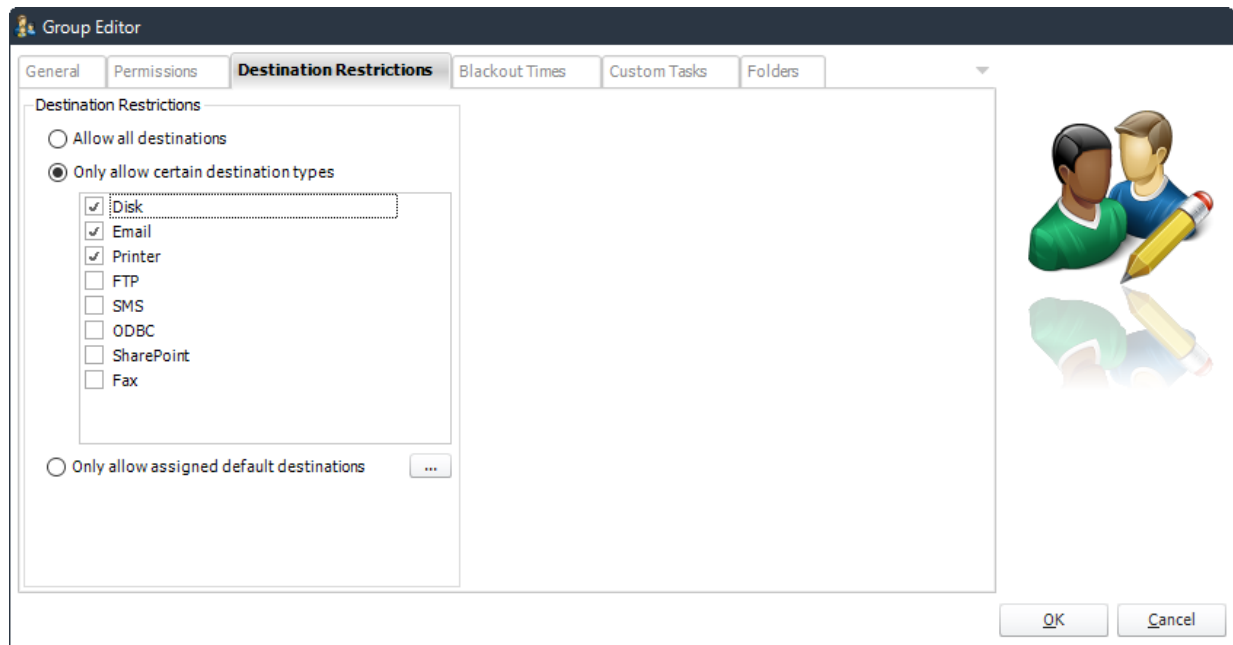 Group Editor
General Permissions Destination Restrictions Blackout Times Custom Tasks Folders
Destination Restrictions
Allow all destinations
Only allow certain destination types
Disk
Email
Printer
FTP
SMS
ODBC
SharePoint
Fax
Only allow assigned default destinations ...
OK Cancel